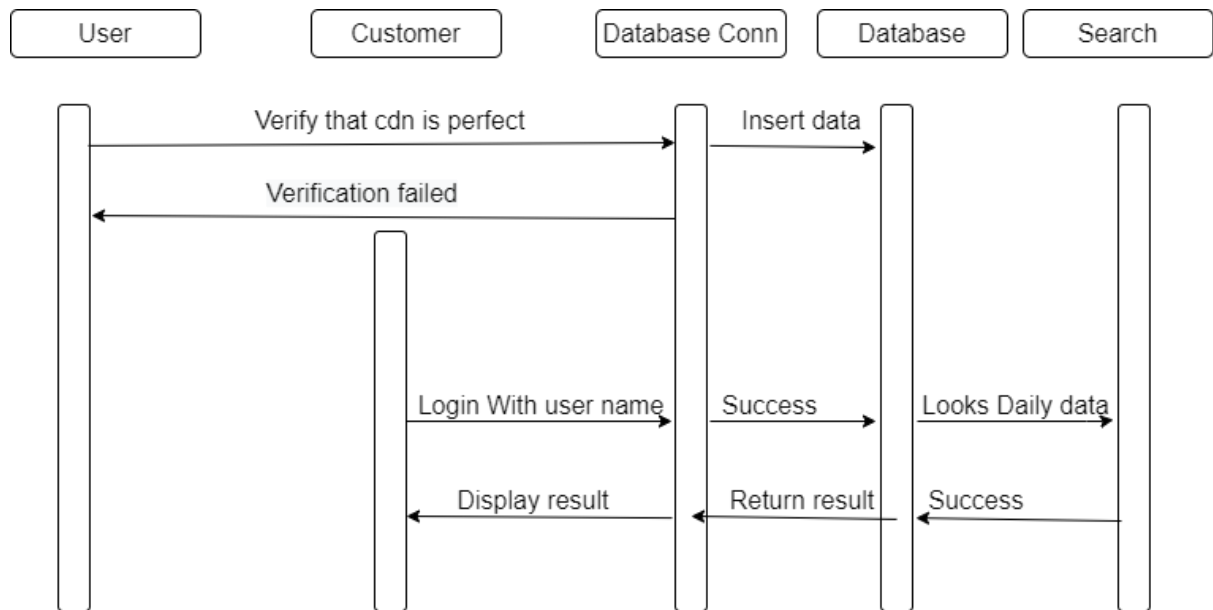 User
Customer
Database Conn
Database
Search
Verify that cdn is perfect
Insert data
Verification failed
Login With user name
Success
Looks Daily data
Display result
Return result
Success